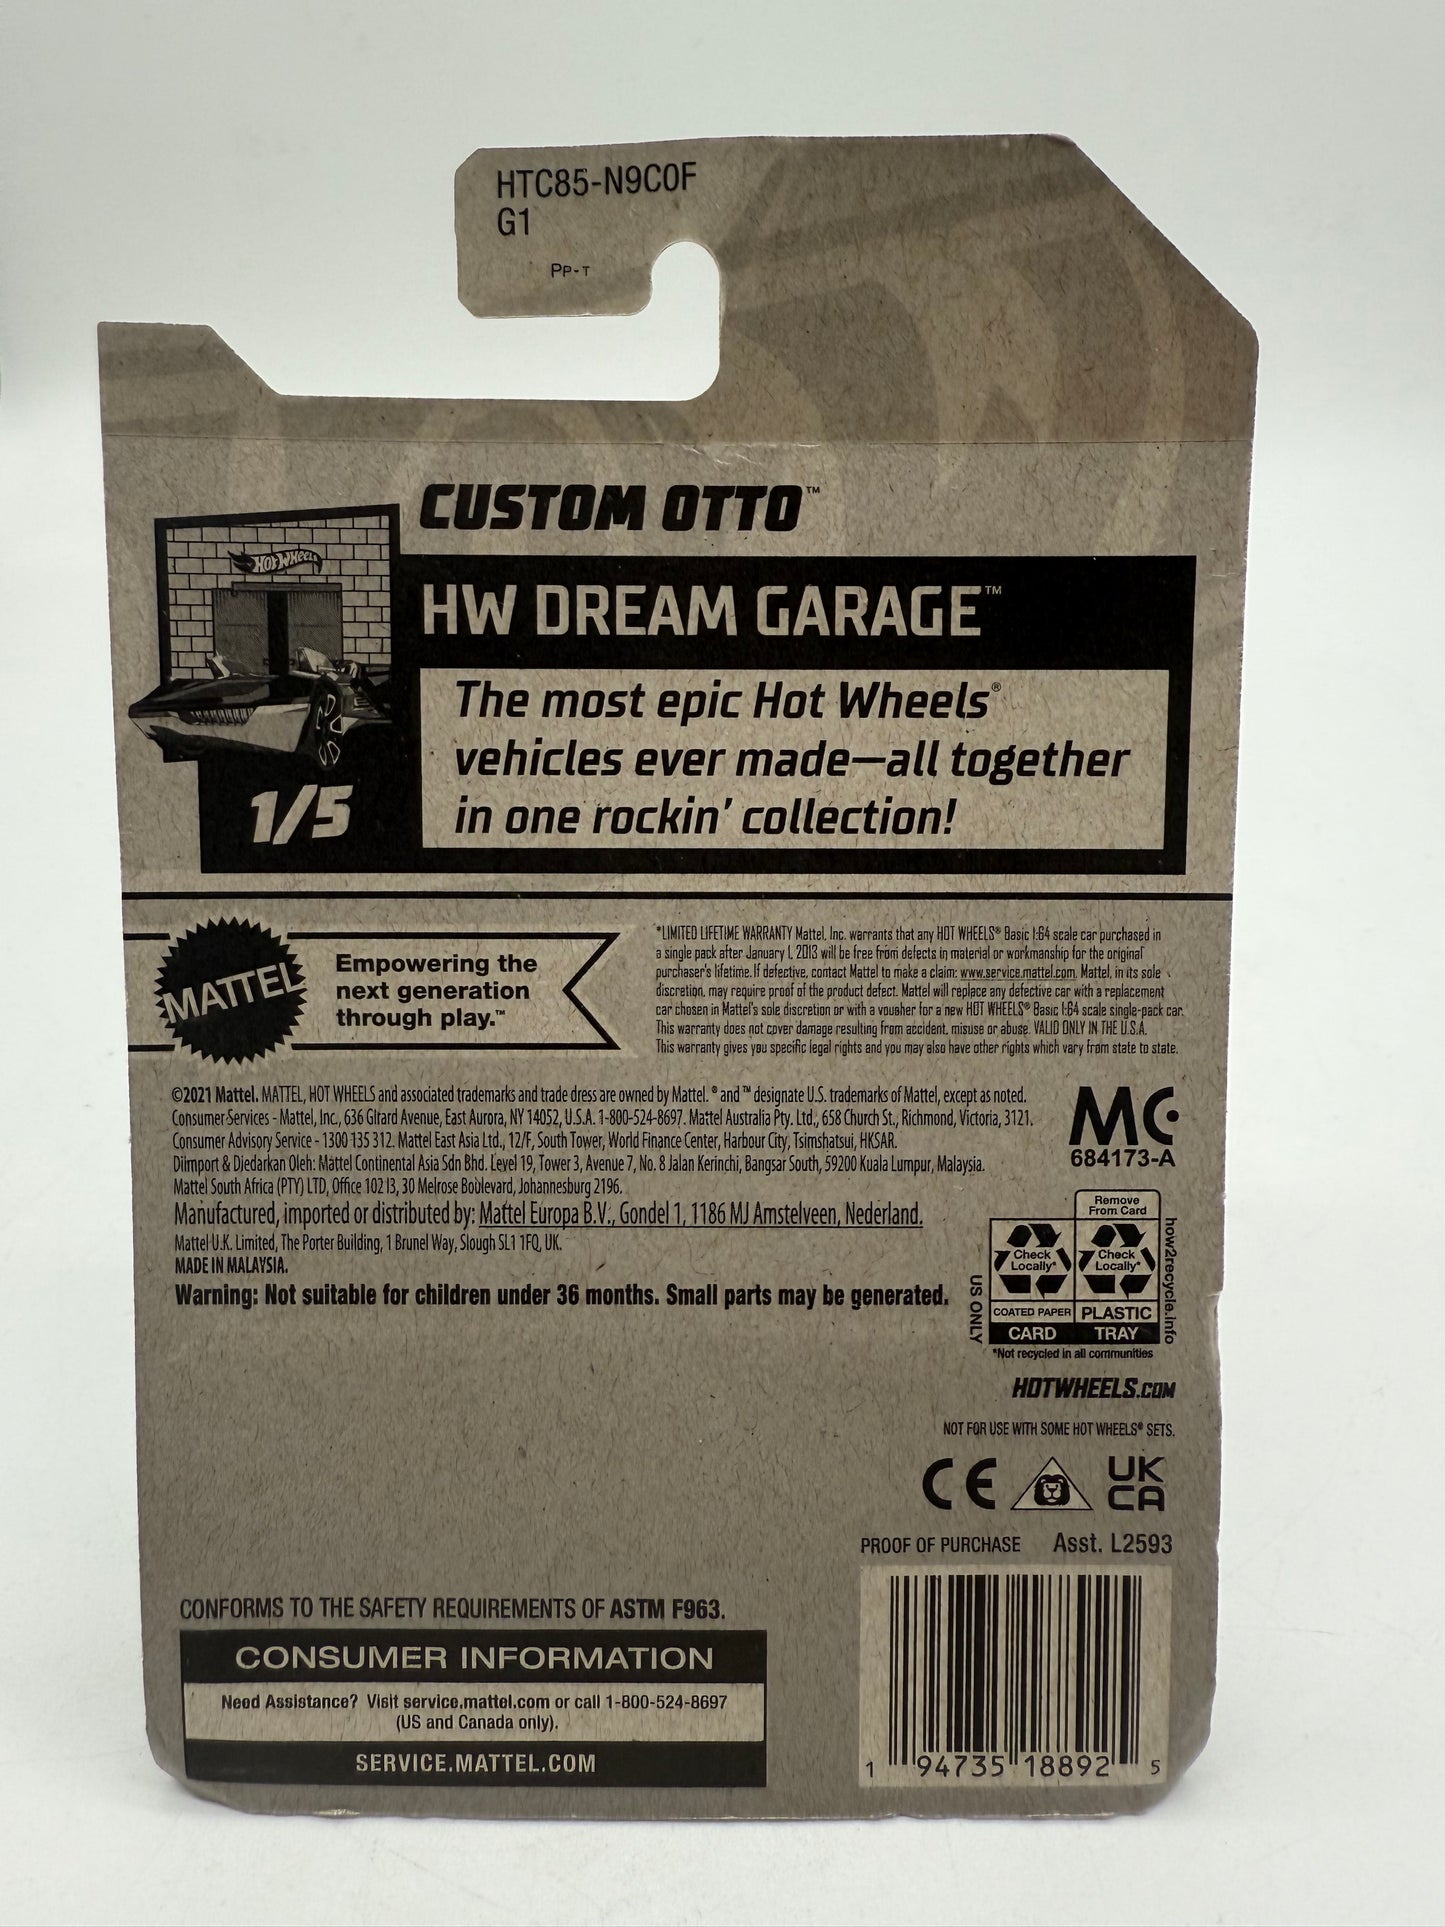 HTC85-N9C0F
G1
PP-T
CUSTOM OTTO™
HOT WHEELS
HW DREAM GARAGE™
The most epic Hot Wheels®
vehicles ever made—all together
in one rockin' collection!
1/5
MATTEL
Empowering the
next generation
through play.™
*LIMITED LIFETIME WARRANTY Mattel, Inc. warrants that any HOT WHEELS® Basic 1:64 scale car purchased in
a single pack after January 1, 2013 will be free from defects in material or workmanship for the original
purchaser's lifetime. If defective, contact Mattel to make a claim: www.service.mattel.com. Mattel, in its sole
discretion, may require proof of the product defect. Mattel will replace any defective car with a replacement
car chosen in Mattel's sole discretion or with a voucher for a new HOT WHEELS® Basic 1:64 scale single-pack car.
This warranty does not cover damage resulting from accident, misuse or abuse. VALID ONLY IN THE U.S.A.
This warranty gives you specific legal rights and you may also have other rights which vary from state to state.
©2021 Mattel. MATTEL, HOT WHEELS and associated trademarks and trade dress are owned by Mattel. ® and ™ designate U.S. trademarks of Mattel, except as noted.
Consumer Services - Mattel, Inc., 636 Girard Avenue, East Aurora, NY 14052, U.S.A. 1-800-524-8697. Mattel Australia Pty. Ltd., 658 Church St., Richmond, Victoria, 3121.
Consumer Advisory Service - 1300 135 312. Mattel East Asia Ltd., 12/F, South Tower, World Finance Center, Harbour City, Tsimshatsui, HKSAR.
Diimport & Diedarkan Oleh: Mattel Continental Asia Sdn Bhd. Level 19, Tower 3, Avenue 7, No. 8 Jalan Kerinchi, Bangsar South, 59200 Kuala Lumpur, Malaysia.
Mattel South Africa (PTY) LTD, Office 102 I3, 30 Melrose Boulevard, Johannesburg 2196.
Manufactured, imported or distributed by: Mattel Europa B.V., Gondel 1, 1186 MJ Amstelveen, Nederland.
Mattel U.K. Limited, The Porter Building, 1 Brunel Way, Slough SL1 1FQ, UK.
MADE IN MALAYSIA.
Warning: Not suitable for children under 36 months. Small parts may be generated.
MC
684173-A
Remove
From Card
Check
Locally*
Check
Locally*
COATED PAPER
PLASTIC
CARD
TRAY
US ONLY
how2recycle.info
*Not recycled in all communities
HOTWHEELS.COM
NOT FOR USE WITH SOME HOT WHEELS® SETS.
CE
UK
CA
PROOF OF PURCHASE Asst. L2593
1 94735 18892 5
CONFORMS TO THE SAFETY REQUIREMENTS OF ASTM F963.
CONSUMER INFORMATION
Need Assistance? Visit service.mattel.com or call 1-800-524-8697
(US and Canada only).
SERVICE.MATTEL.COM